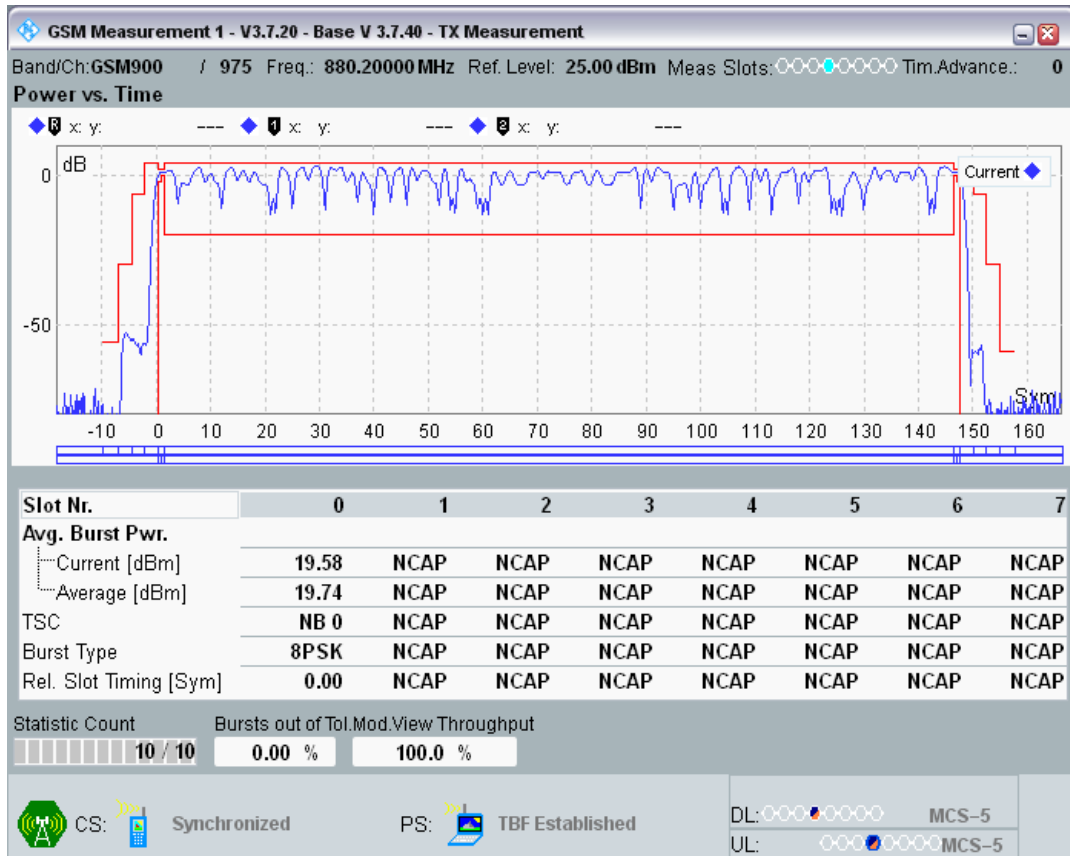 GSM Measurement 1 - V3.7.20 - Base V 3.7.40 - TX Measurement
Band/Ch:GSM900 / 975 Freq.: 880.20000 MHz Ref. Level: 25.00 dBm Meas Slots: Tim.Advance.: 0
Power vs. Time
R x: y: --- 1 x: y: --- 2 x: y: ---
dB
Current
0
-50
Sym
-10 0 10 20 30 40 50 60 70 80 90 100 110 120 130 140 150 160
Slot Nr. 0 1 2 3 4 5 6 7
Avg. Burst Pwr.
Current [dBm] 19.58 NCAP NCAP NCAP NCAP NCAP NCAP NCAP
Average [dBm] 19.74 NCAP NCAP NCAP NCAP NCAP NCAP NCAP
TSC NB 0 NCAP NCAP NCAP NCAP NCAP NCAP NCAP
Burst Type 8PSK NCAP NCAP NCAP NCAP NCAP NCAP NCAP
Rel. Slot Timing [Sym] 0.00 NCAP NCAP NCAP NCAP NCAP NCAP NCAP
Statistic Count Bursts out of Tol.Mod.View Throughput
10 / 10 0.00 % 100.0 %
CS: Synchronized PS: TBF Established
DL: MCS-5
UL: MCS-5